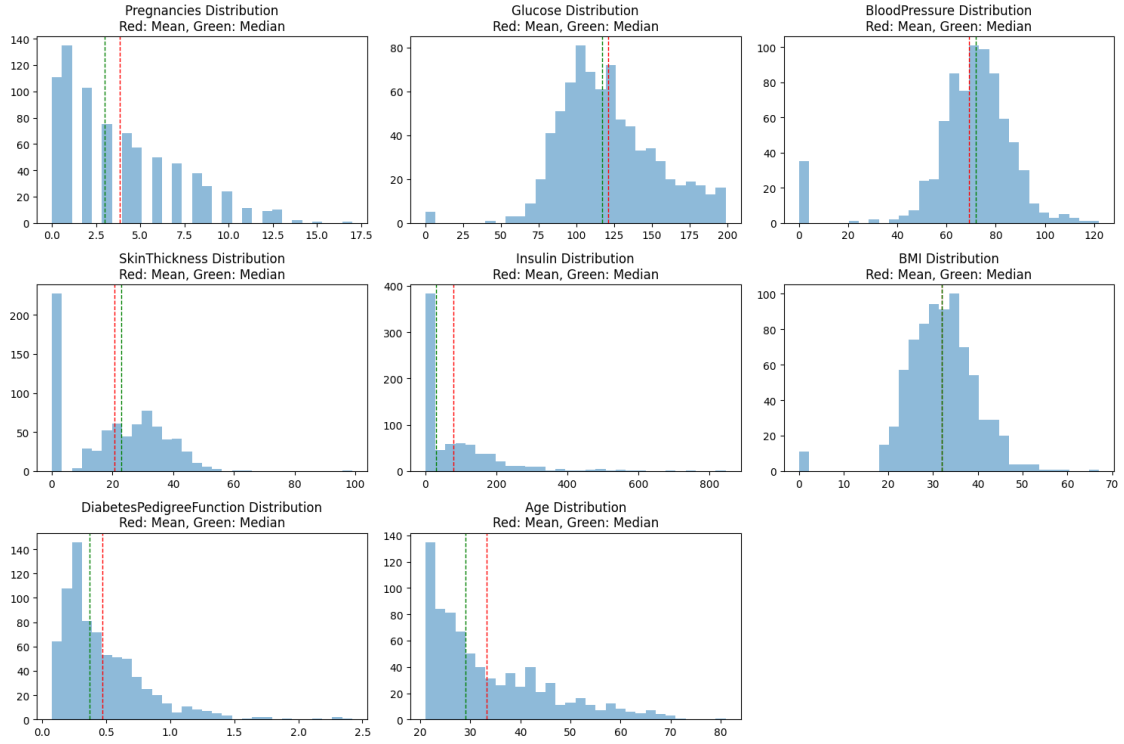 Pregnancies Distribution
Red: Mean, Green: Median
140
120
100
80
60
40
20
0
0.0 2.5 5.0 7.5 10.0 12.5 15.0 17.5
Glucose Distribution
Red: Mean, Green: Median
80
60
40
20
0
0 25 50 75 100 125 150 175 200
BloodPressure Distribution
Red: Mean, Green: Median
100
80
60
40
20
0
0 20 40 60 80 100 120
SkinThickness Distribution
Red: Mean, Green: Median
200
150
100
50
0
0 20 40 60 80 100
Insulin Distribution
Red: Mean, Green: Median
400
300
200
100
0
0 200 400 600 800
BMI Distribution
Red: Mean, Green: Median
100
80
60
40
20
0
0 10 20 30 40 50 60 70
DiabetesPedigreeFunction Distribution
Red: Mean, Green: Median
140
120
100
80
60
40
20
0
0.0 0.5 1.0 1.5 2.0 2.5
Age Distribution
Red: Mean, Green: Median
140
120
100
80
60
40
20
0
20 30 40 50 60 70 80